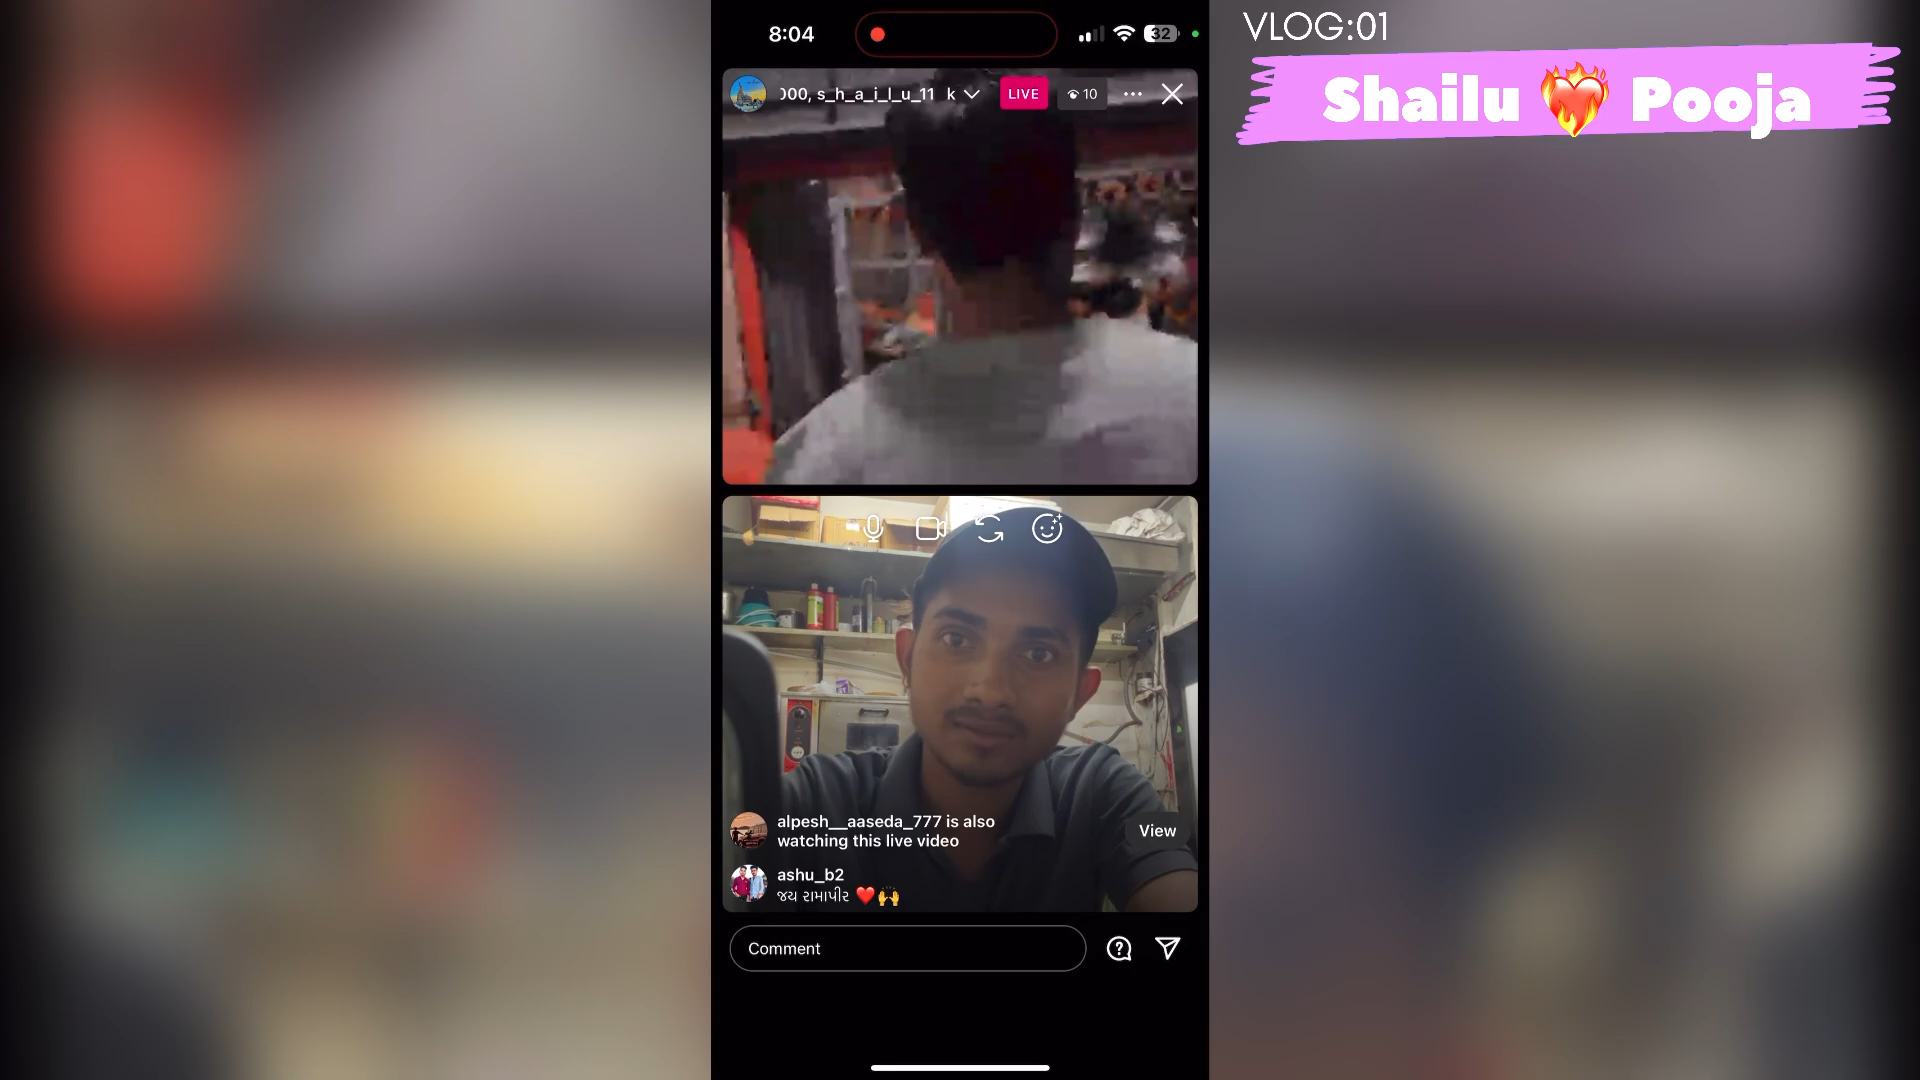 8:04
32
VLOG:01
Shailu ❤️‍🔥 Pooja
000, s_h_a_i_l_u_11 k
LIVE
10
alpesh__aaseda_777 is also
watching this live video
View
ashu_b2
જય રામાપીર ❤️🙌
Comment